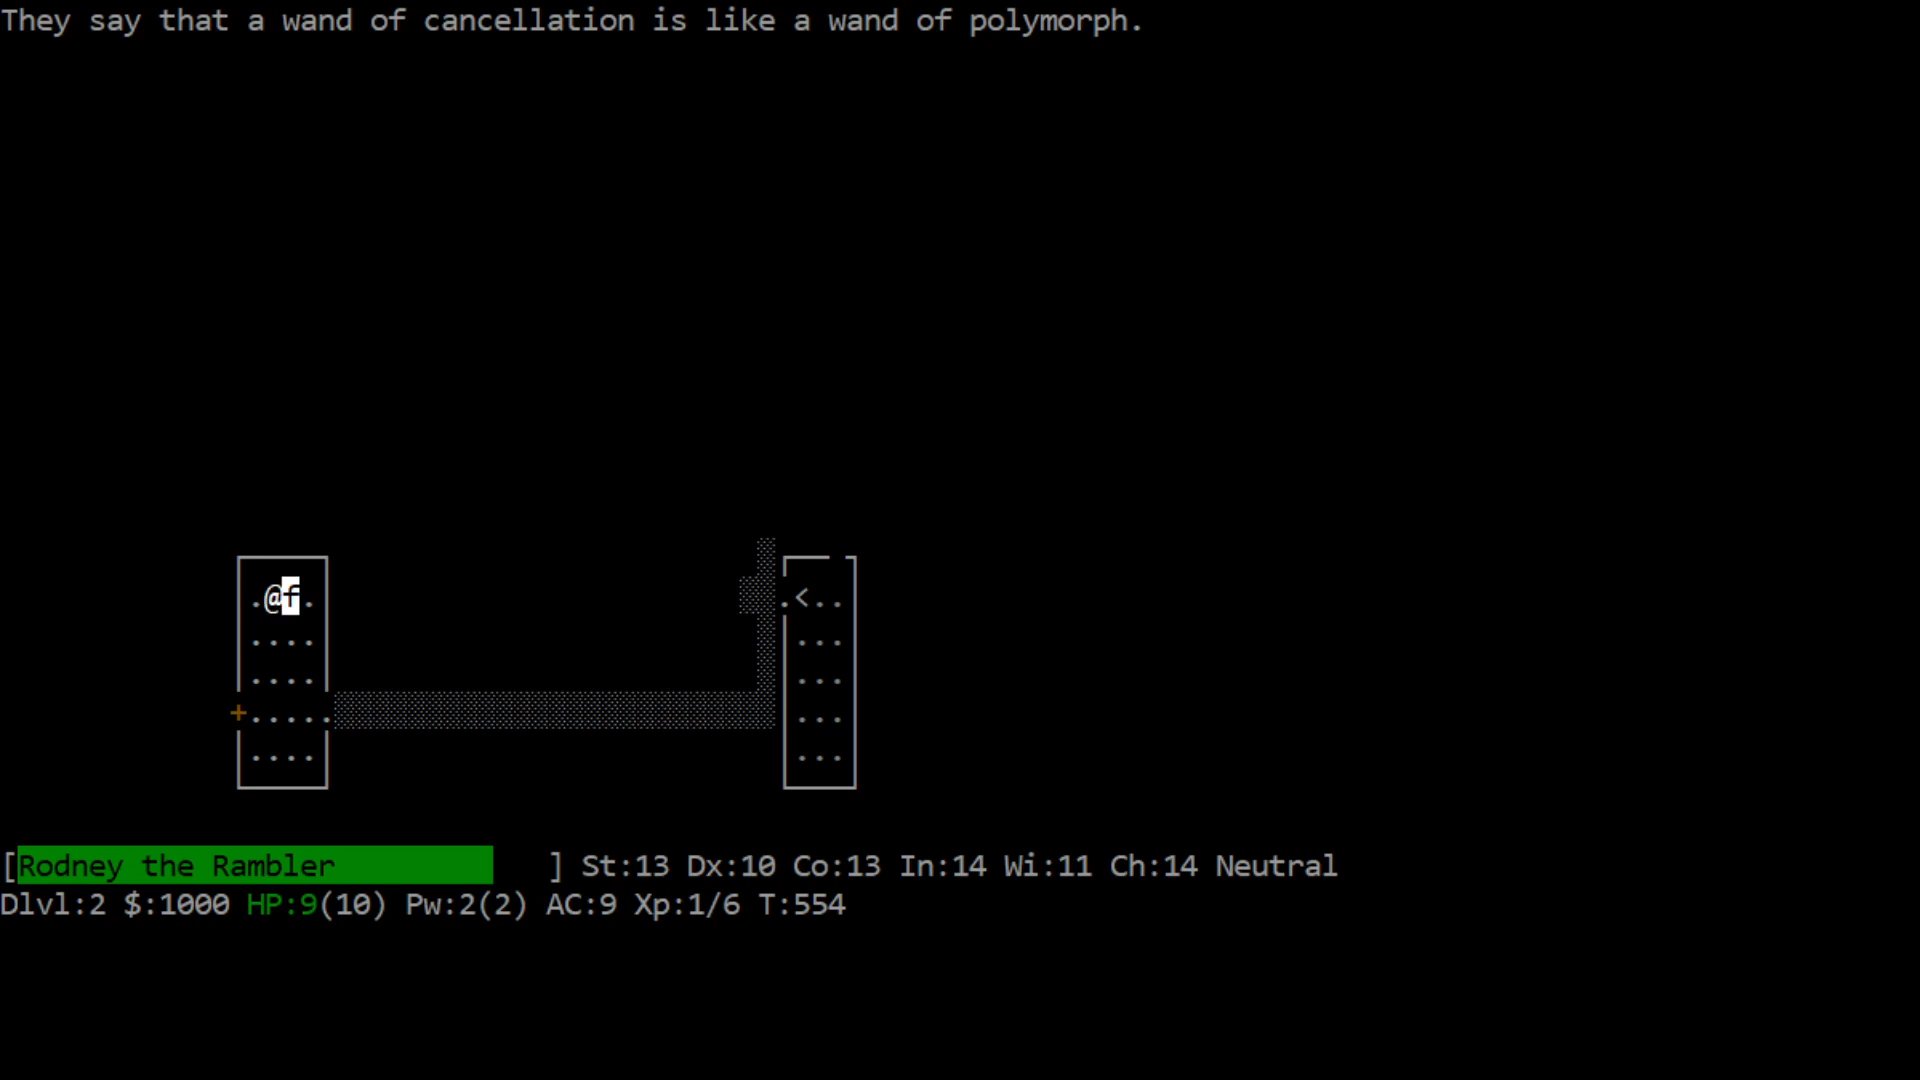 They say that a wand of cancellation is like a wand of polymorph.
.@f.
.<..
....
...
....
...
+.....
...
....
...
[Rodney the Rambler ] St:13 Dx:10 Co:13 In:14 Wi:11 Ch:14 Neutral
Dlvl:2 $:1000 HP:9(10) Pw:2(2) AC:9 Xp:1/6 T:554